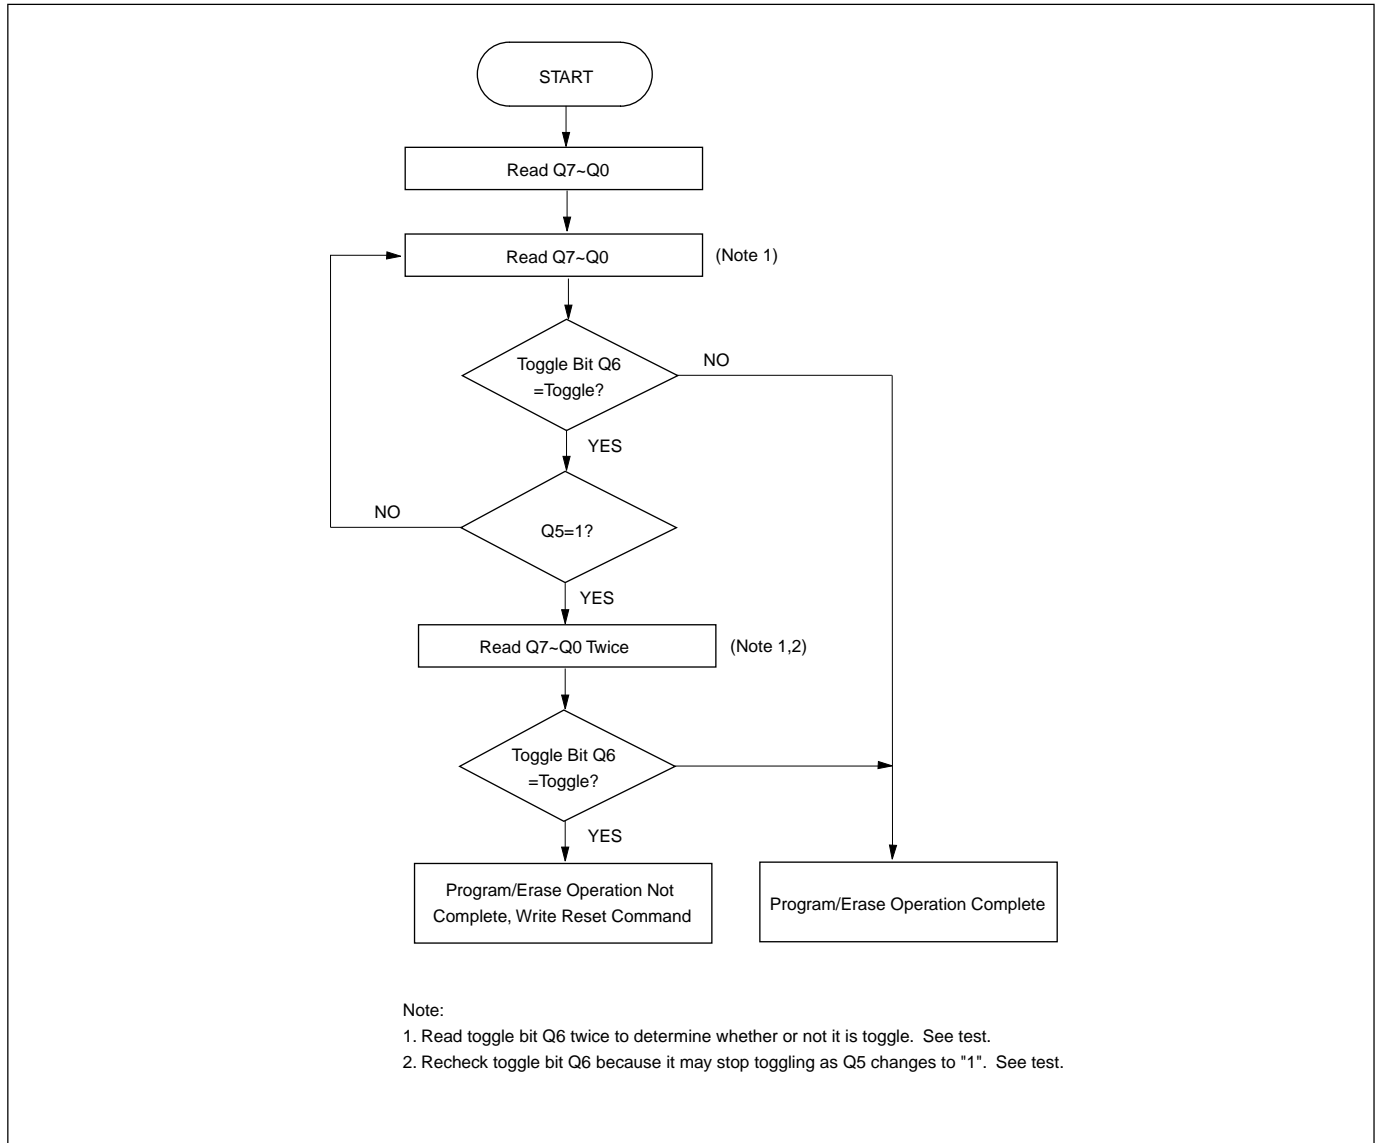 START
Read Q7~Q0
Read Q7~Q0
(Note 1)
Toggle Bit Q6
=Toggle?
NO
YES
NO
Q5=1?
YES
Read Q7~Q0 Twice
(Note 1,2)
Toggle Bit Q6
=Toggle?
YES
Program/Erase Operation Not
Complete, Write Reset Command
Program/Erase Operation Complete
Note:
1. Read toggle bit Q6 twice to determine whether or not it is toggle.  See test.
2. Recheck toggle bit Q6 because it may stop toggling as Q5 changes to "1".  See test.